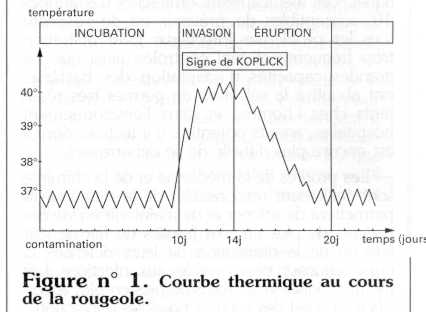 température
INCUBATION INVASION ÉRUPTION
Signe de KOPLICK
40°
39°
38°
37°
contamination 10j 14j 20j temps (jours
Figure n° 1. Courbe thermique au cours
de la rougeole.